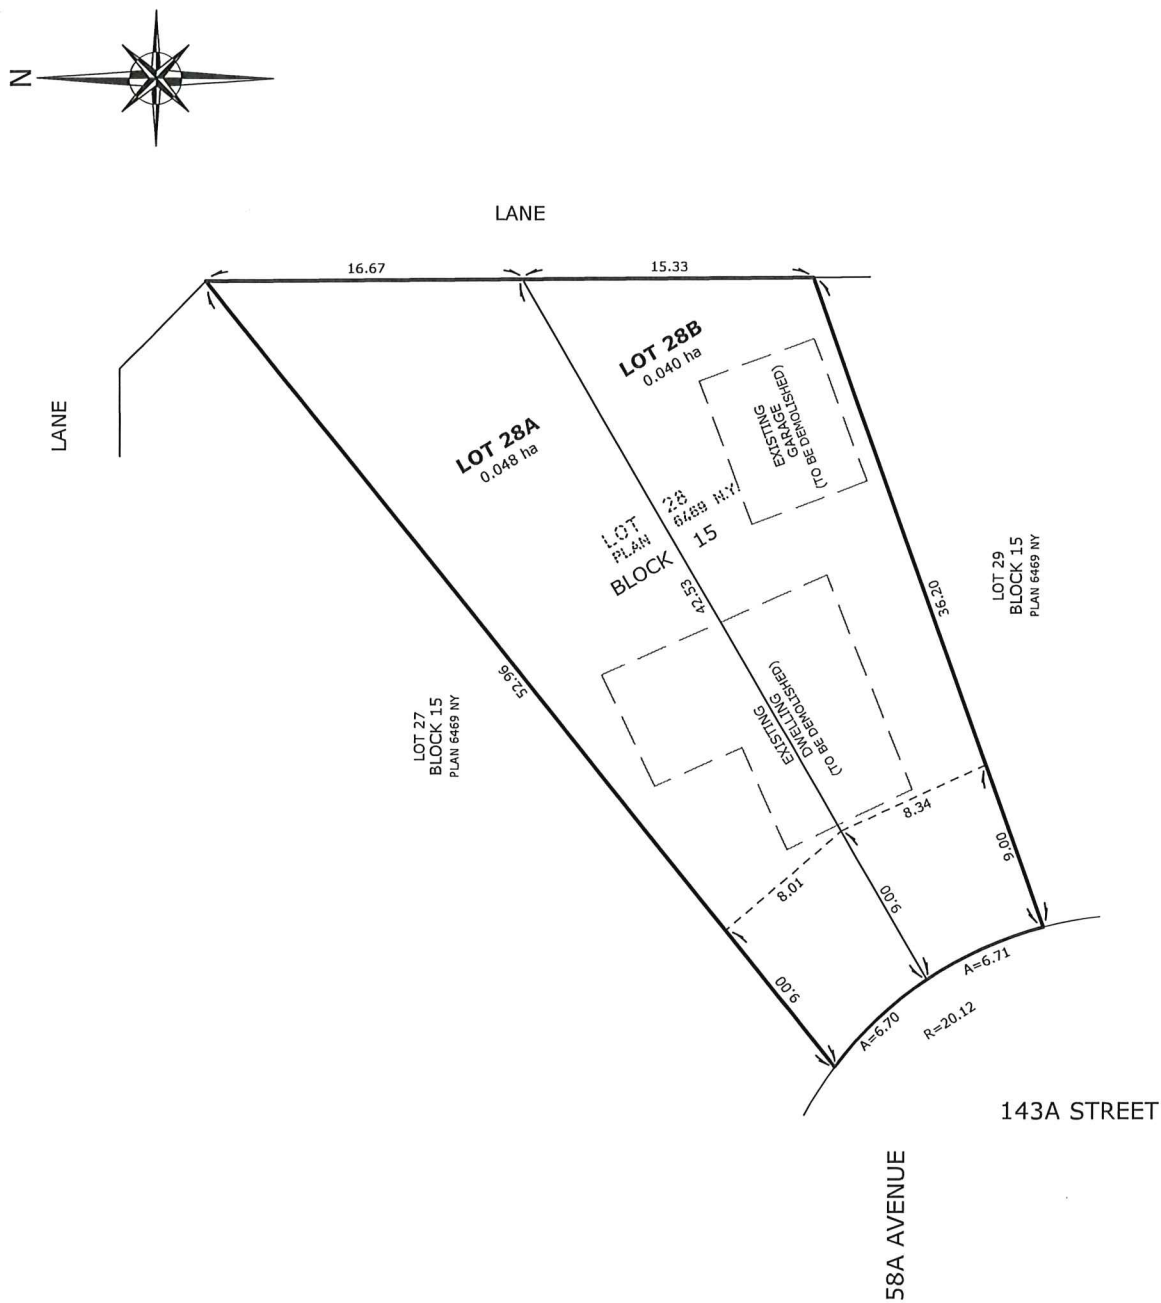 N
LANE
16.67
15.33
LANE
LOT 28B
0.040 ha
LOT 28A
0.048 ha
EXISTING
GARAGE
(TO BE DEMOLISHED)
LOT 28
PLAN 6469 N.Y.
BLOCK 15
42.53
36.20
LOT 29
BLOCK 15
PLAN 6469 NY
52.96
LOT 27
BLOCK 15
PLAN 6469 NY
EXISTING
DWELLING
(TO BE DEMOLISHED)
8.34
8.01
9.00
9.00
9.00
A=6.71
A=6.70
R=20.12
143A STREET
58A AVENUE